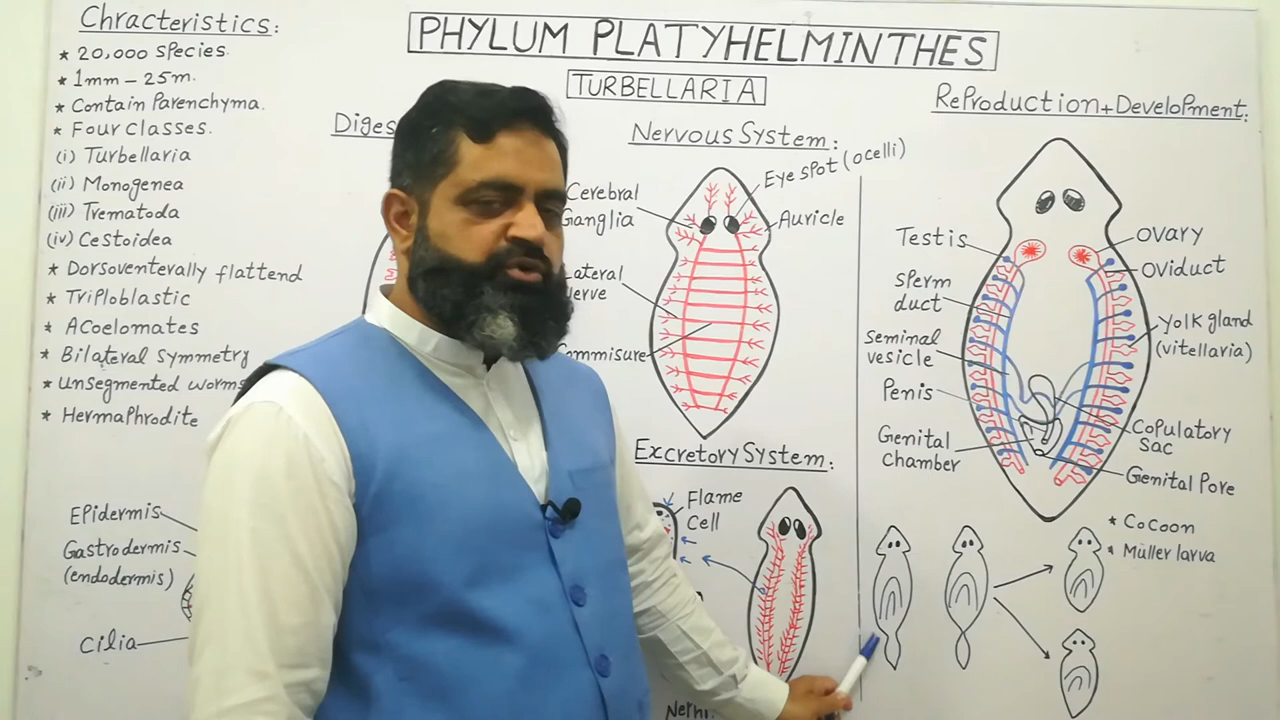 Chracteristics:
* 20,000 species.
* 1mm – 25m.
* Contain Parenchyma.
* Four classes.
(i) Turbellaria
(ii) Monogenea
(iii) Trematoda
(iv) Cestoidea
* Dorsoventerally flattend
* Triploblastic
* Acoelomates
* Bilateral symmetry
* unsegmented worms
* Hermaphrodite
Epidermis
Gastrodermis
(endodermis)
Cilia
PHYLUM PLATYHELMINTHES
TURBELLARIA
Diges
Nervous System:
Eye spot (ocelli)
Cerebral
Ganglia
Auricle
Lateral
nerve
Commisure
Excretory System:
Flame
Cell
Nephr
Reproduction + Development:
Testis
Sperm
duct
Seminal
vesicle
Penis
Genital
chamber
Ovary
Oviduct
Yolk gland
(vitellaria)
Copulatory
Sac
Genital Pore
* Cocoon
* Müller larva